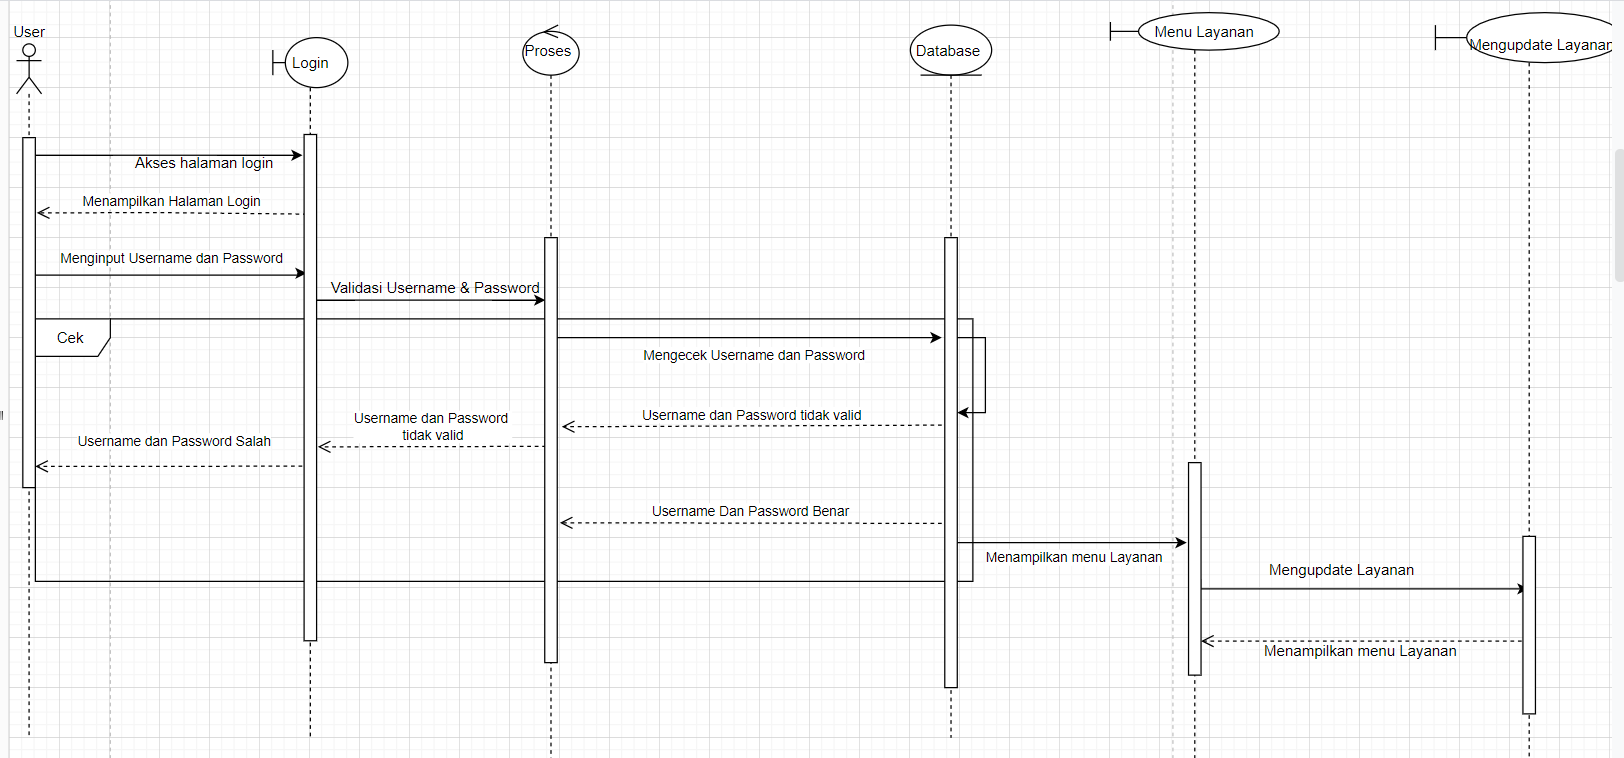 User
Login
Proses
Database
Menu Layanan
Mengupdate Layanan
Akses halaman login
Menampilkan Halaman Login
Menginput Username dan Password
Validasi Username & Password
Cek
Mengecek Username dan Password
Username dan Password tidak valid
Username dan Password
tidak valid
Username dan Password Salah
Username Dan Password Benar
Menampilkan menu Layanan
Mengupdate Layanan
Menampilkan menu Layanan